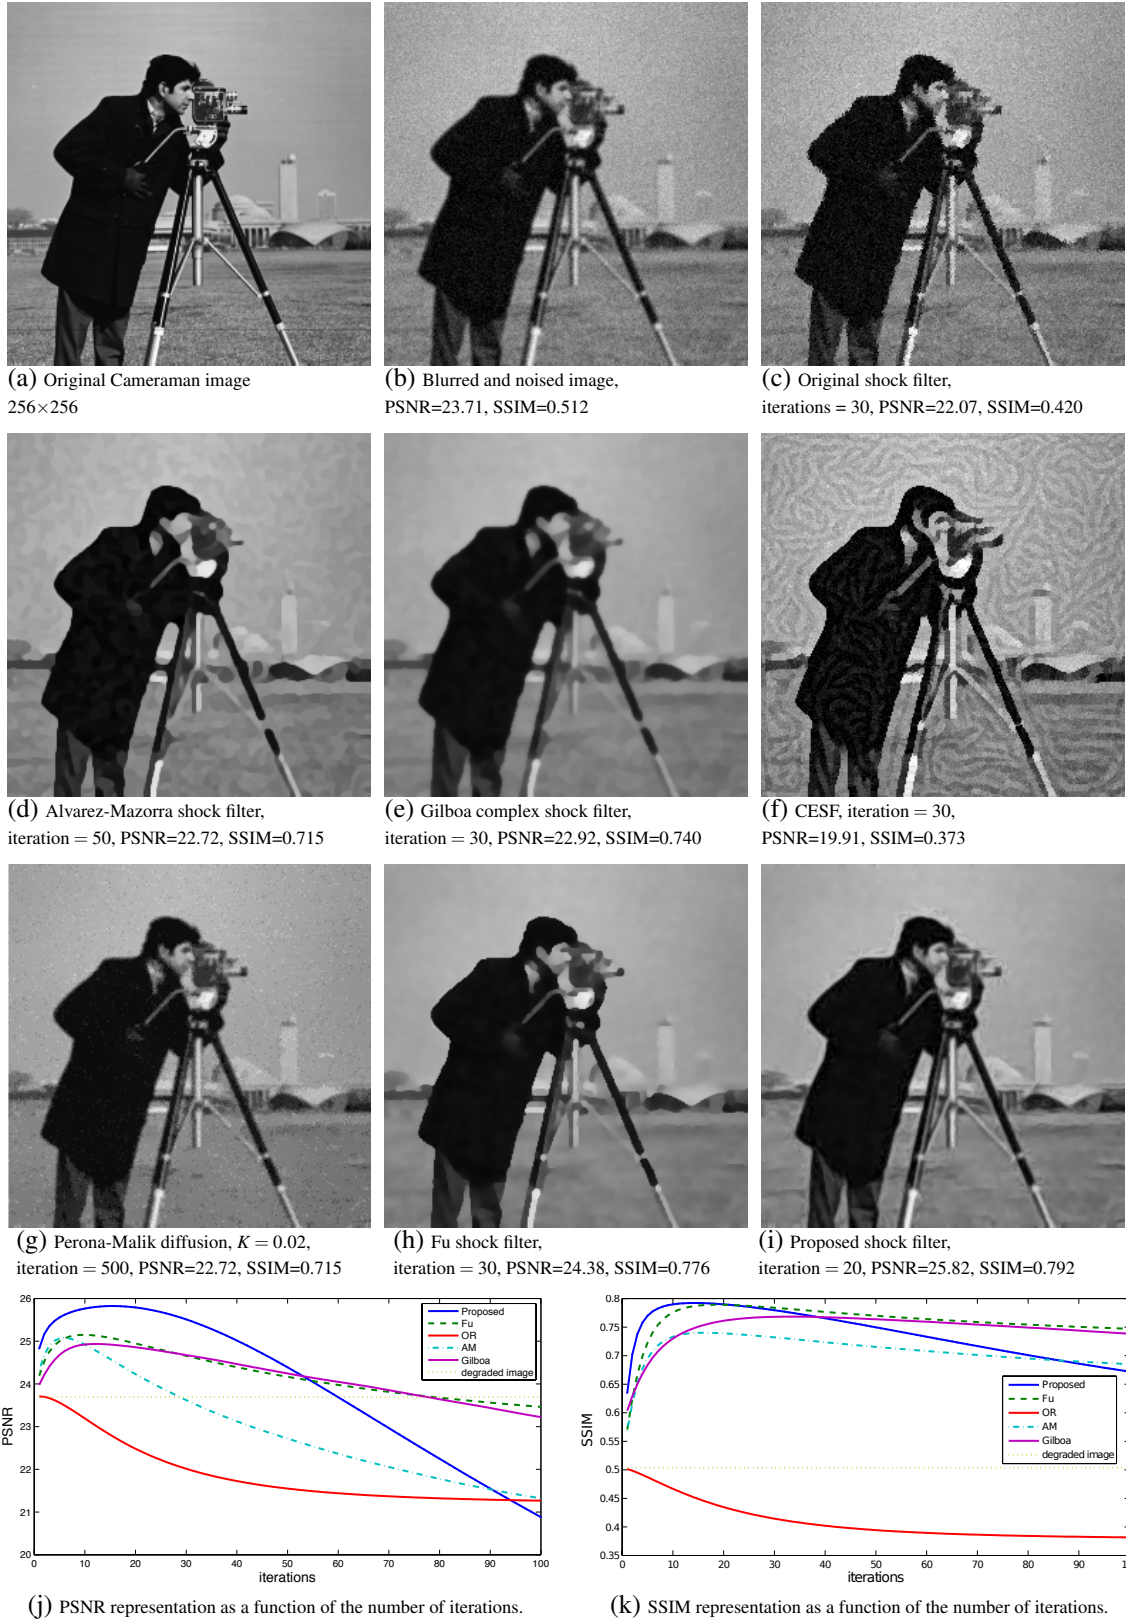 (a) Original Cameraman image
256×256
(b) Blurred and noised image,
PSNR=23.71, SSIM=0.512
(c) Original shock filter,
iterations = 30, PSNR=22.07, SSIM=0.420
(d) Alvarez-Mazorra shock filter,
iteration = 50, PSNR=22.72, SSIM=0.715
(e) Gilboa complex shock filter,
iteration = 30, PSNR=22.92, SSIM=0.740
(f) CESF, iteration = 30,
PSNR=19.91, SSIM=0.373
(g) Perona-Malik diffusion, K = 0.02,
iteration = 500, PSNR=22.72, SSIM=0.715
(h) Fu shock filter,
iteration = 30, PSNR=24.38, SSIM=0.776
(i) Proposed shock filter,
iteration = 20, PSNR=25.82, SSIM=0.792
26
25
24
23
22
21
20
PSNR
0 10 20 30 40 50 60 70 80 90 100
iterations
Proposed
Fu
OR
AM
Gilboa
degraded image
(j) PSNR representation as a function of the number of iterations.
0.8
0.75
0.7
0.65
0.6
0.55
0.5
0.45
0.4
0.35
SSIM
0 10 20 30 40 50 60 70 80 90 100
iterations
Proposed
Fu
OR
AM
Gilboa
degraded image
(k) SSIM representation as a function of the number of iterations.